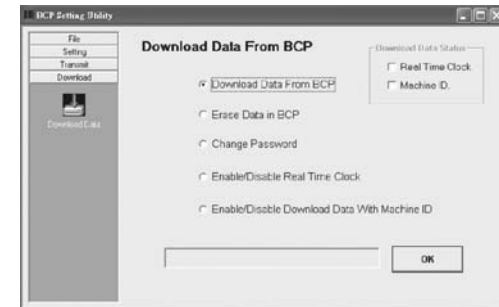 BCP Setting Utility
File
Setting
Transmit
Download
Download Data
Download Data From BCP
Download Data Status
Real Time Clock
Machine ID.
Download Data From BCP
Erase Data in BCP
Change Password
Enable/Disable Real Time Clock
Enable/Disable Download Data With Machine ID
OK